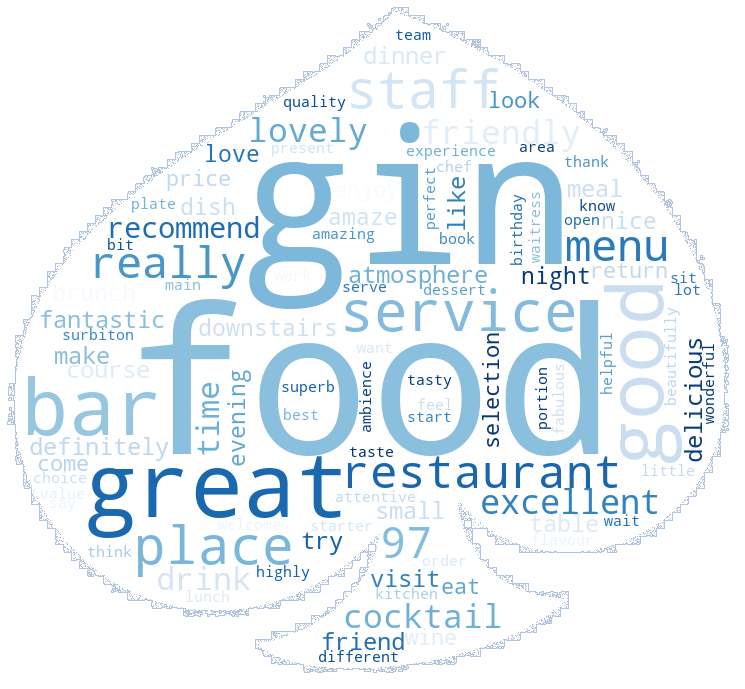 team
dinner
staff
quality
look
lovely
gin
friendly
present
experience
area
love
chef
thank
price
enjoy
perfect
like
birthday
waitress
meal
plate
dish
amaze
know
recommend
amazing
book
open
nice
bit
really
menu
atmosphere
night
return
sit
main
work
serve
dessert
lot
brunch
service
good
beautifully
fantastic
downstairs
food
surbiton
make
want
delicious
wonderful
course
helpful
bar
time
evening
superb
ambience
tasty
selection
portion
fabulous
best
feel
start
definitely
taste
come
great
restaurant
little
choice
value
attentive
excellent
say
small
wait
welcome
starter
table
place
try
97
flavour
think
order
drink
highly
visit
eat
lunch
kitchen
cocktail
friend
wine
different